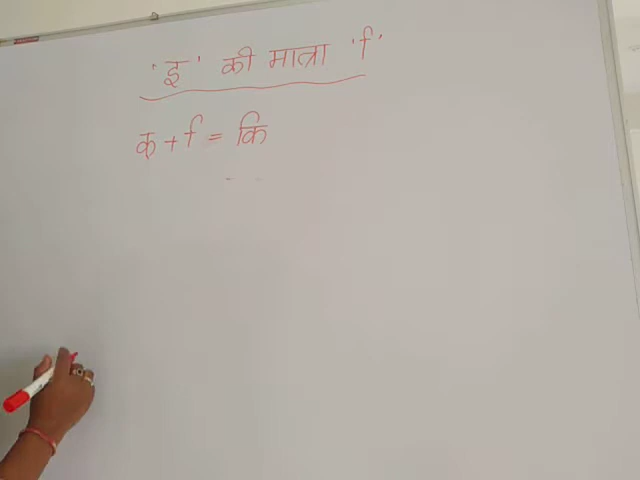 'इ' की मात्रा 'ि'
क + ि = कि